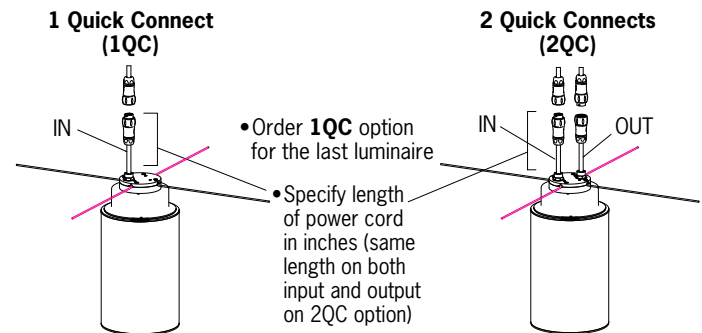 1 Quick Connect
(1QC)
2 Quick Connects
(2QC)
IN
•Order 1QC option
for the last luminaire
IN
OUT
•Specify length
of power cord
in inches (same
length on both
input and output
on 2QC option)